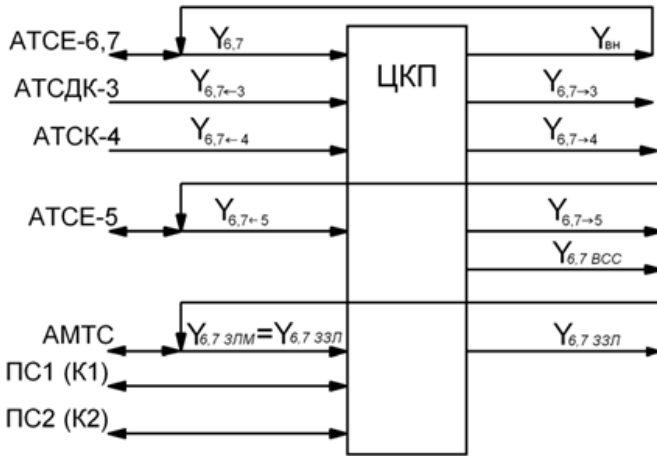 АТСЕ-6,7 Y6,7 Yвн
ЦКП
АТСДК-3 Y6,7←3 Y6,7→3
АТСК-4 Y6,7←4 Y6,7→4
АТСЕ-5 Y6,7←5 Y6,7→5
Y6,7 ВСС
АМТС Y6,7 ЗЛМ=Y6,7 ЗЗЛ Y6,7 ЗЗЛ
ПС1 (К1)
ПС2 (К2)